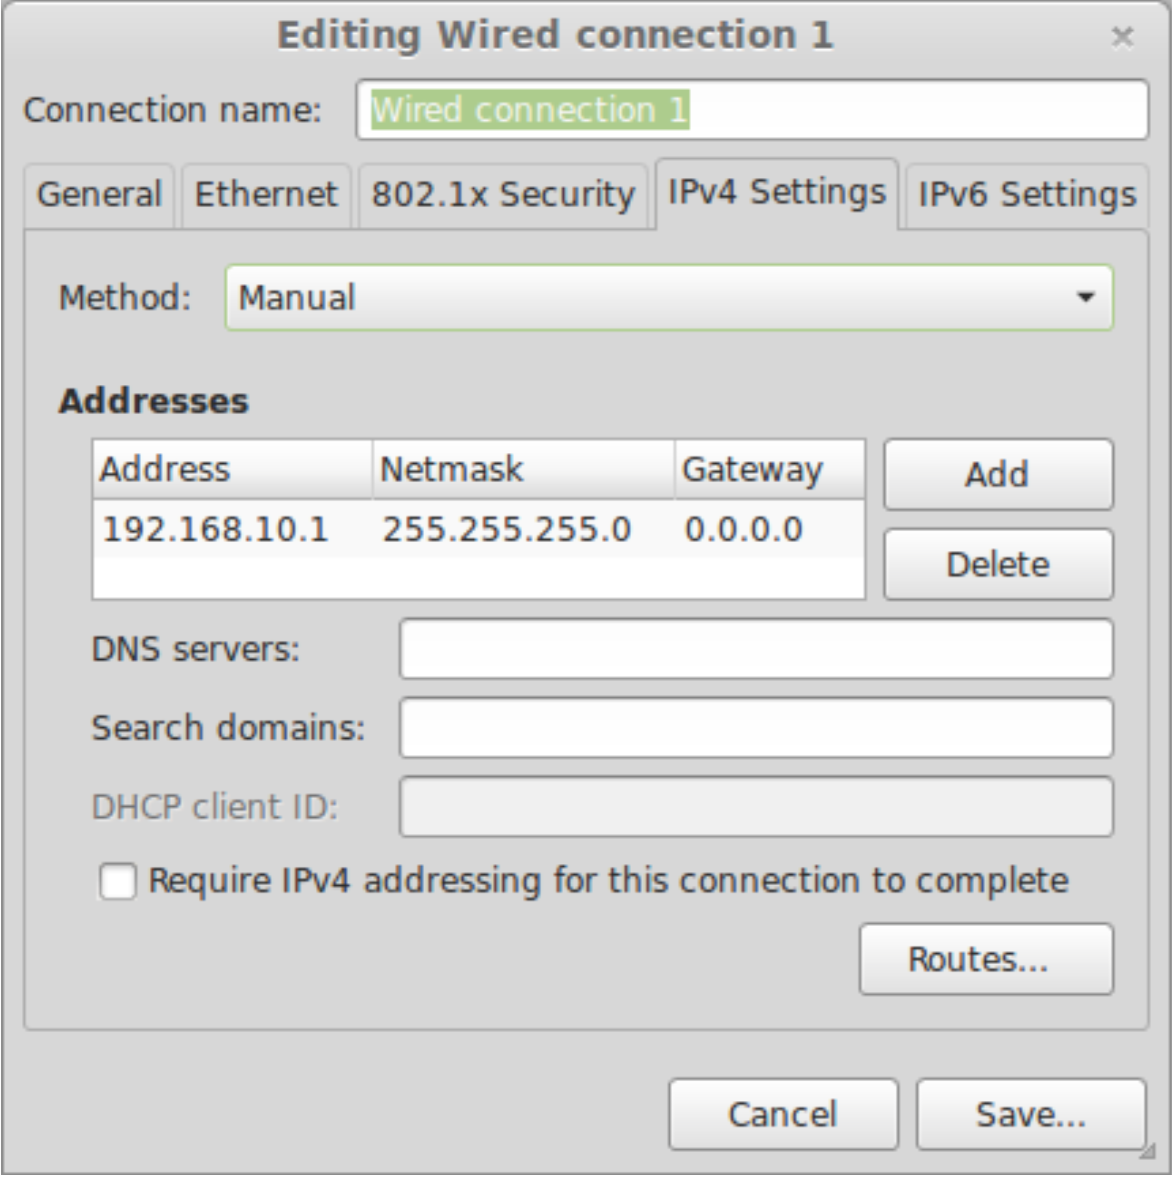 Editing Wired connection 1 ×
Connection name: Wired connection 1
General Ethernet 802.1x Security IPv4 Settings IPv6 Settings
Method: Manual
Addresses
Address Netmask Gateway Add
192.168.10.1 255.255.255.0 0.0.0.0
Delete
DNS servers:
Search domains:
DHCP client ID:
Require IPv4 addressing for this connection to complete
Routes...
Cancel Save...